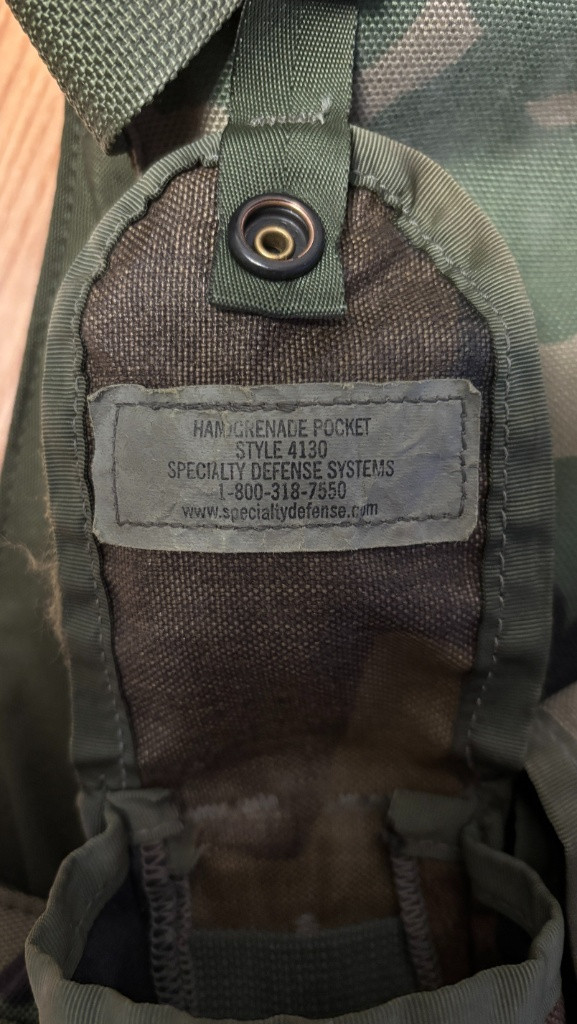 HANDGRENADE POCKET
STYLE 4130
SPECIALTY DEFENSE SYSTEMS
1-800-318-7550
www.specialtydefense.com